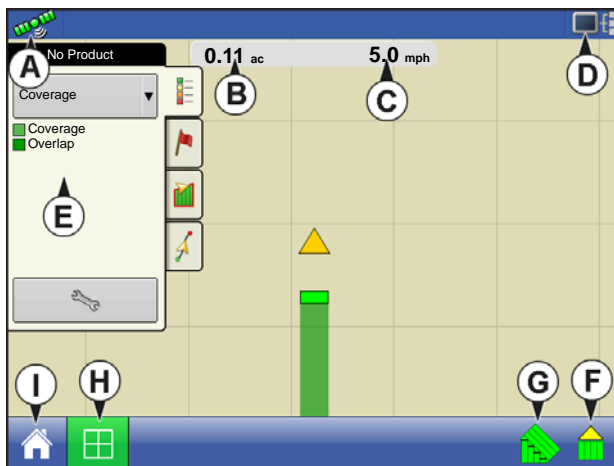 No Product
0.11 ac
5.0 mph
A
B
C
D
Coverage
Coverage
Overlap
E
I
H
G
F